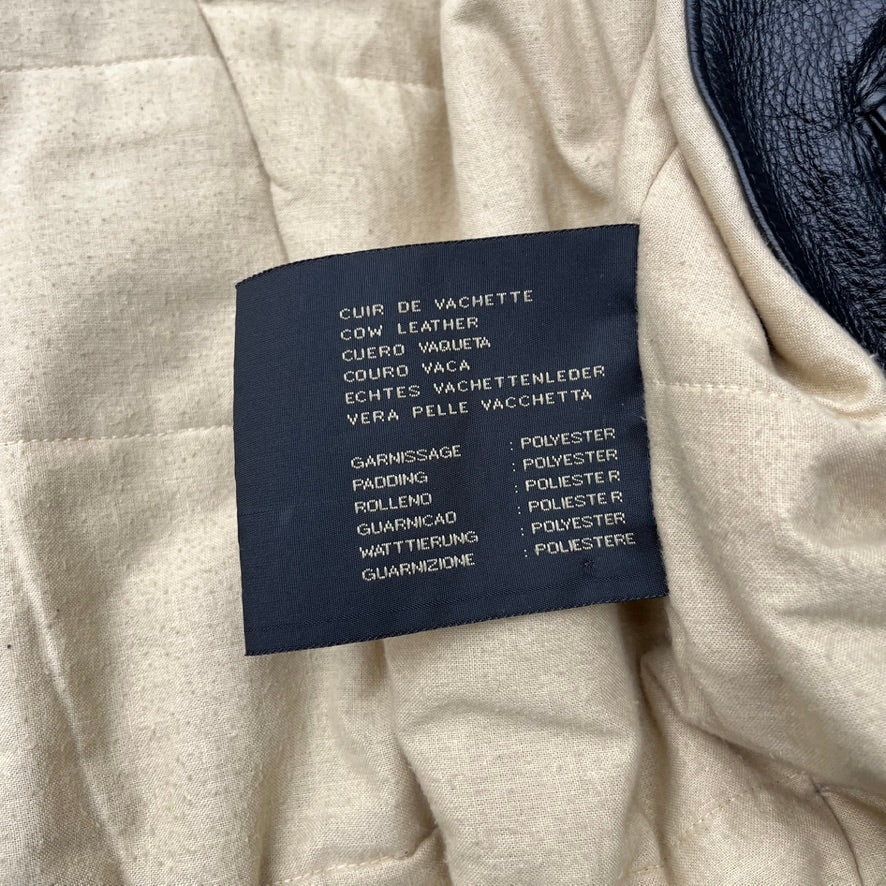 CUIR DE VACHETTE
COW LEATHER
CUERO VAQUETA
COURO VACA
ECHTES VACHETTENLEDER
VERA PELLE VACCHETTA
GARNISSAGE : POLYESTER
PADDING : POLYESTER
ROLLENO : POLIESTER
GUARNICAO : POLIESTER
WATTTIERUNG : POLYESTER
GUARNIZIONE : POLIESTERE